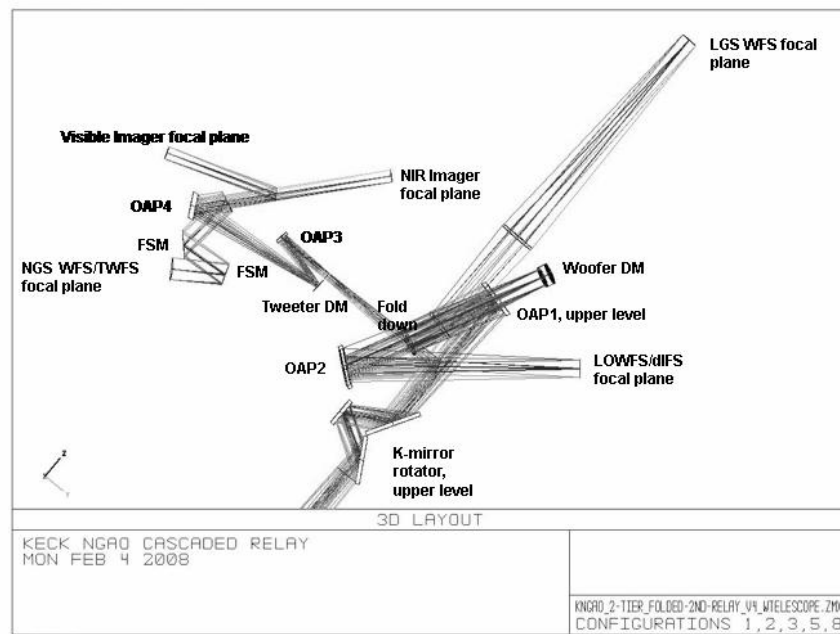 LGS WFS focal
plane
Visible Imager focal plane
NIR Imager
focal plane
OAP4
OAP3
FSM
NGS WFS/TWFS
focal plane
FSM
Woofer DM
Tweeter DM
Fold
down
OAP1, upper level
OAP2
LOWFS/dIFS
focal plane
K-mirror
rotator,
upper level
Z
Y
3D LAYOUT
KECK NGAO CASCADED RELAY
MON FEB 4 2008
KNGAO_2-TIER_FOLDED-2ND-RELAY_V4_WTELESCOPE.ZMX
CONFIGURATIONS 1,2,3,5,8